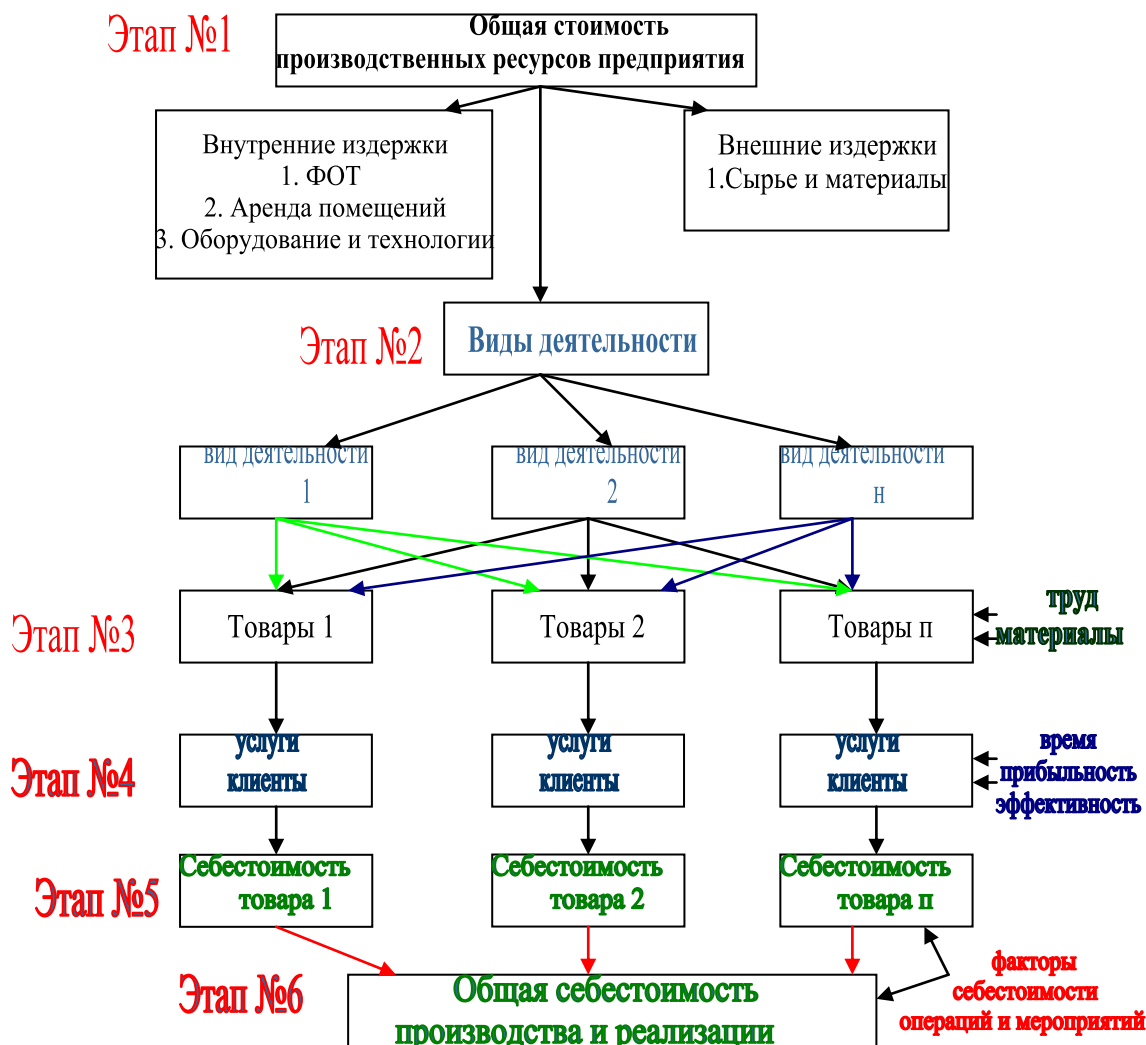 Этап №1
Общая стоимость
производственных ресурсов предприятия
Внутренние издержки
1. ФОТ
2. Аренда помещений
3. Оборудование и технологии
Внешние издержки
1.Сырье и материалы
Этап №2
Виды деятельности
вид деятельности
1
вид деятельности
2
вид деятельности
н
Этап №3
Товары 1
Товары 2
Товары п
труд
материалы
Этап №4
услуги
клиенты
услуги
клиенты
услуги
клиенты
время
прибыльность
эффективность
Этап №5
Себестоимость
товара 1
Себестоимость
товара 2
Себестоимость
товара п
Этап №6
Общая себестоимость
производства и реализации
факторы
себестоимости
операций и мероприятий